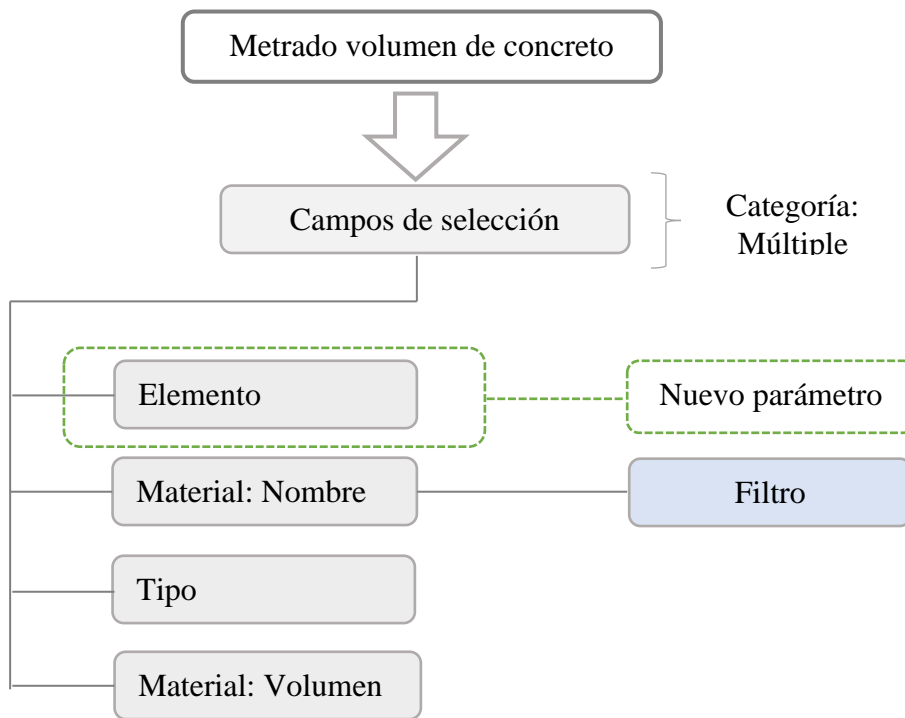 Metrado volumen de concreto
Campos de selección
Categoría:
Múltiple
Elemento
Nuevo parámetro
Material: Nombre
Filtro
Tipo
Material: Volumen